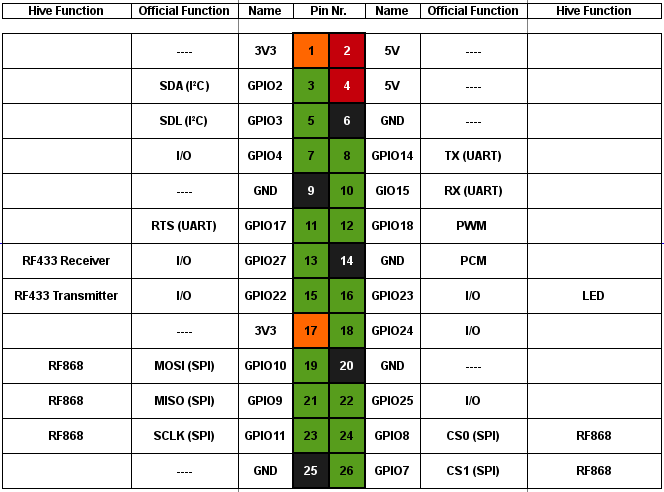 Hive Function Official Function Name Pin Nr. Name Official Function Hive Function
---- 3V3 1 2 5V ----
SDA (I²C) GPIO2 3 4 5V ----
SDL (I²C) GPIO3 5 6 GND ----
I/O GPIO4 7 8 GPIO14 TX (UART)
---- GND 9 10 GIO15 RX (UART)
RTS (UART) GPIO17 11 12 GPIO18 PWM
RF433 Receiver I/O GPIO27 13 14 GND PCM
RF433 Transmitter I/O GPIO22 15 16 GPIO23 I/O LED
---- 3V3 17 18 GPIO24 I/O
RF868 MOSI (SPI) GPIO10 19 20 GND ----
RF868 MISO (SPI) GPIO9 21 22 GPIO25 I/O
RF868 SCLK (SPI) GPIO11 23 24 GPIO8 CS0 (SPI) RF868
---- GND 25 26 GPIO7 CS1 (SPI) RF868